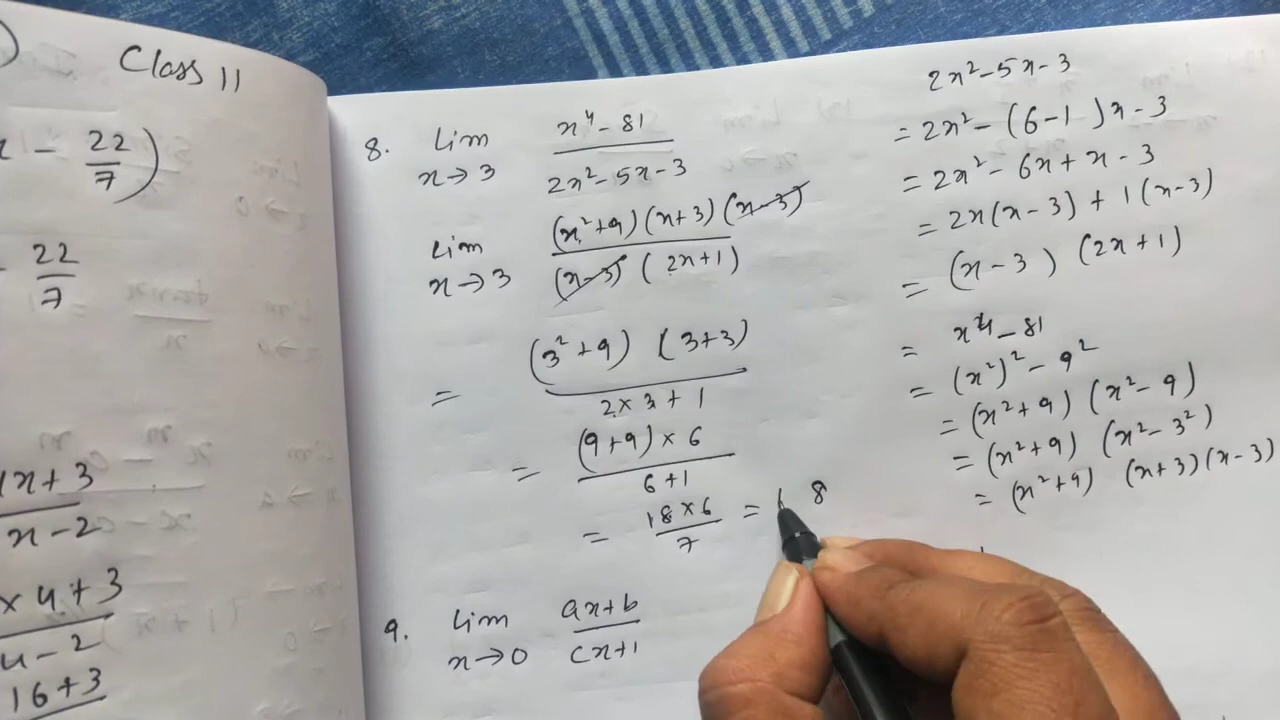 Class 11
- 22/7)
22/7
x+3
x-2
x 4+3
4-2
16+3
8. Lim x→3 x⁴-81 / 2x²-5x-3
Lim x→3 (x²+9)(x+3)(x-3) / (x-3)(2x+1)
= (3²+9) (3+3) / 2×3+1
= (9+9)×6 / 6+1
= 18×6 / 7 = 1 8
9. Lim x→0 ax+b / cx+1
2x²-5x-3
= 2x²-(6-1)x-3
= 2x²-6x+x-3
= 2x(x-3)+1(x-3)
= (x-3) (2x+1)
= x⁴-81
= (x²)²-9²
= (x²+9) (x²-9)
= (x²+9) (x²-3²)
= (x²+9) (x+3)(x-3)